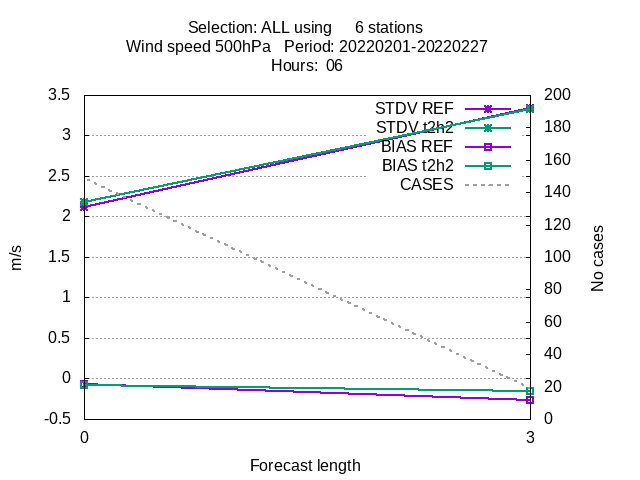 Selection: ALL using 6 stations
Wind speed 500hPa Period: 20220201-20220227
Hours: 06
3.5
3
2.5
2
1.5
1
0.5
0
-0.5
m/s
STDV REF
STDV t2h2
BIAS REF
BIAS t2h2
CASES
200
180
160
140
120
100
80
60
40
20
0
No cases
0
3
Forecast length